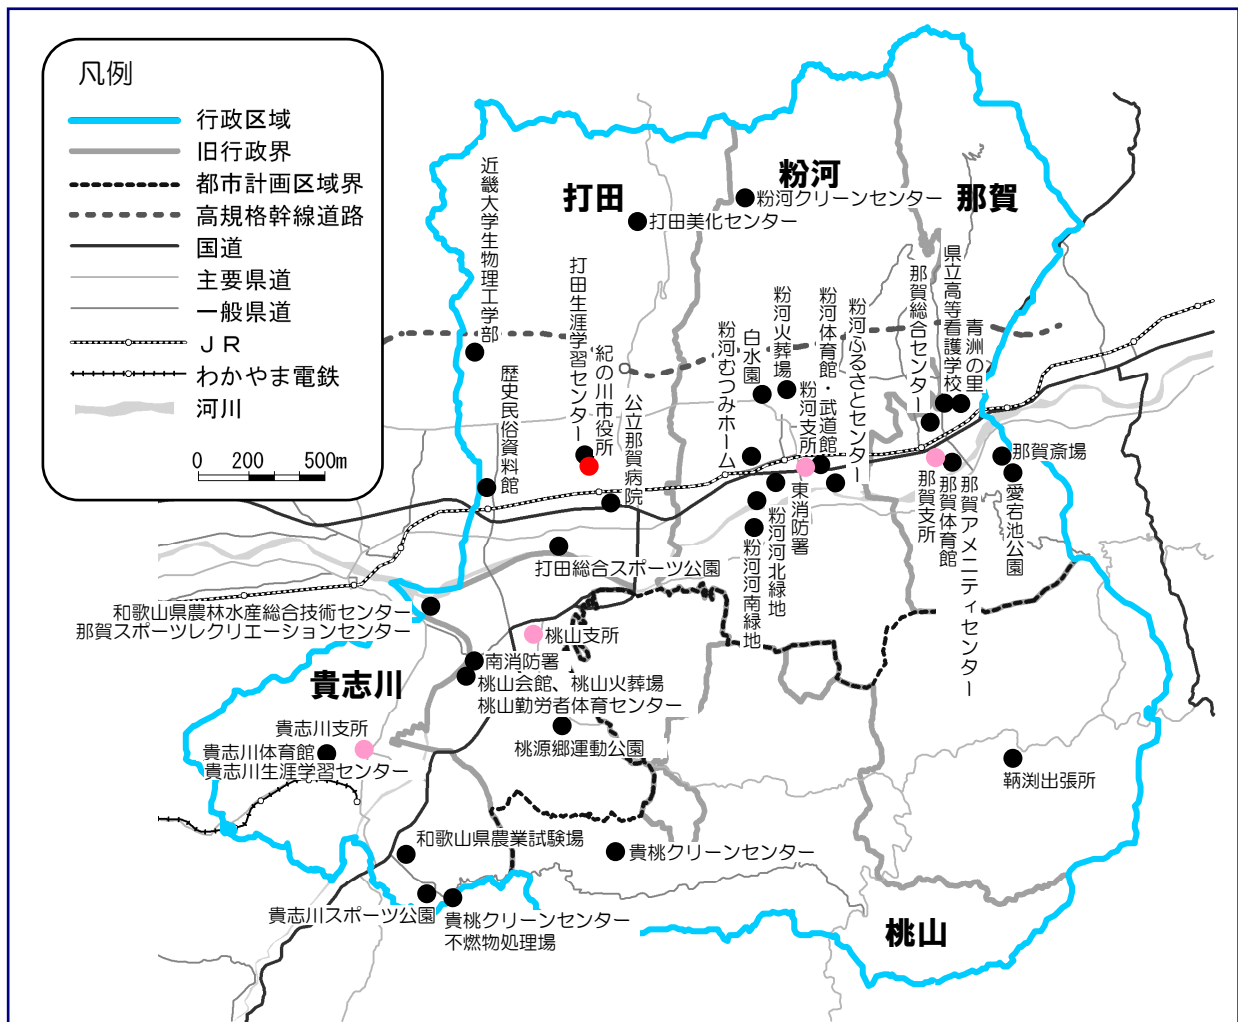 凡例
行政区域
旧行政界
都市計画区域界
高規格幹線道路
国道
主要県道
一般県道
ＪＲ
わかやま電鉄
河川
0 200 500m
打田
粉河
那賀
貴志川
桃山
近畿大学生物理工学部
打田美化センター
粉河クリーンセンター
打田生涯学習センター
紀の川市役所
公立那賀病院
歴史民俗資料館
粉河むつみホーム
白水園
粉河火葬場
粉河支所
粉河体育館・武道館
粉河ふるさとセンター
那賀総合センター
県立高等看護学校
青洲の里
東消防署
粉河河北緑地
粉河河南緑地
那賀支所
那賀体育館
那賀アメニティセンター
那賀斎場
愛宕池公園
打田総合スポーツ公園
和歌山県農林水産総合技術センター
那賀スポーツレクリエーションセンター
桃山支所
南消防署
桃山会館、桃山火葬場
桃山勤労者体育センター
桃源郷運動公園
貴志川支所
貴志川体育館
貴志川生涯学習センター
鞆渕出張所
和歌山県農業試験場
貴桃クリーンセンター
貴志川スポーツ公園
貴桃クリーンセンター
不燃物処理場